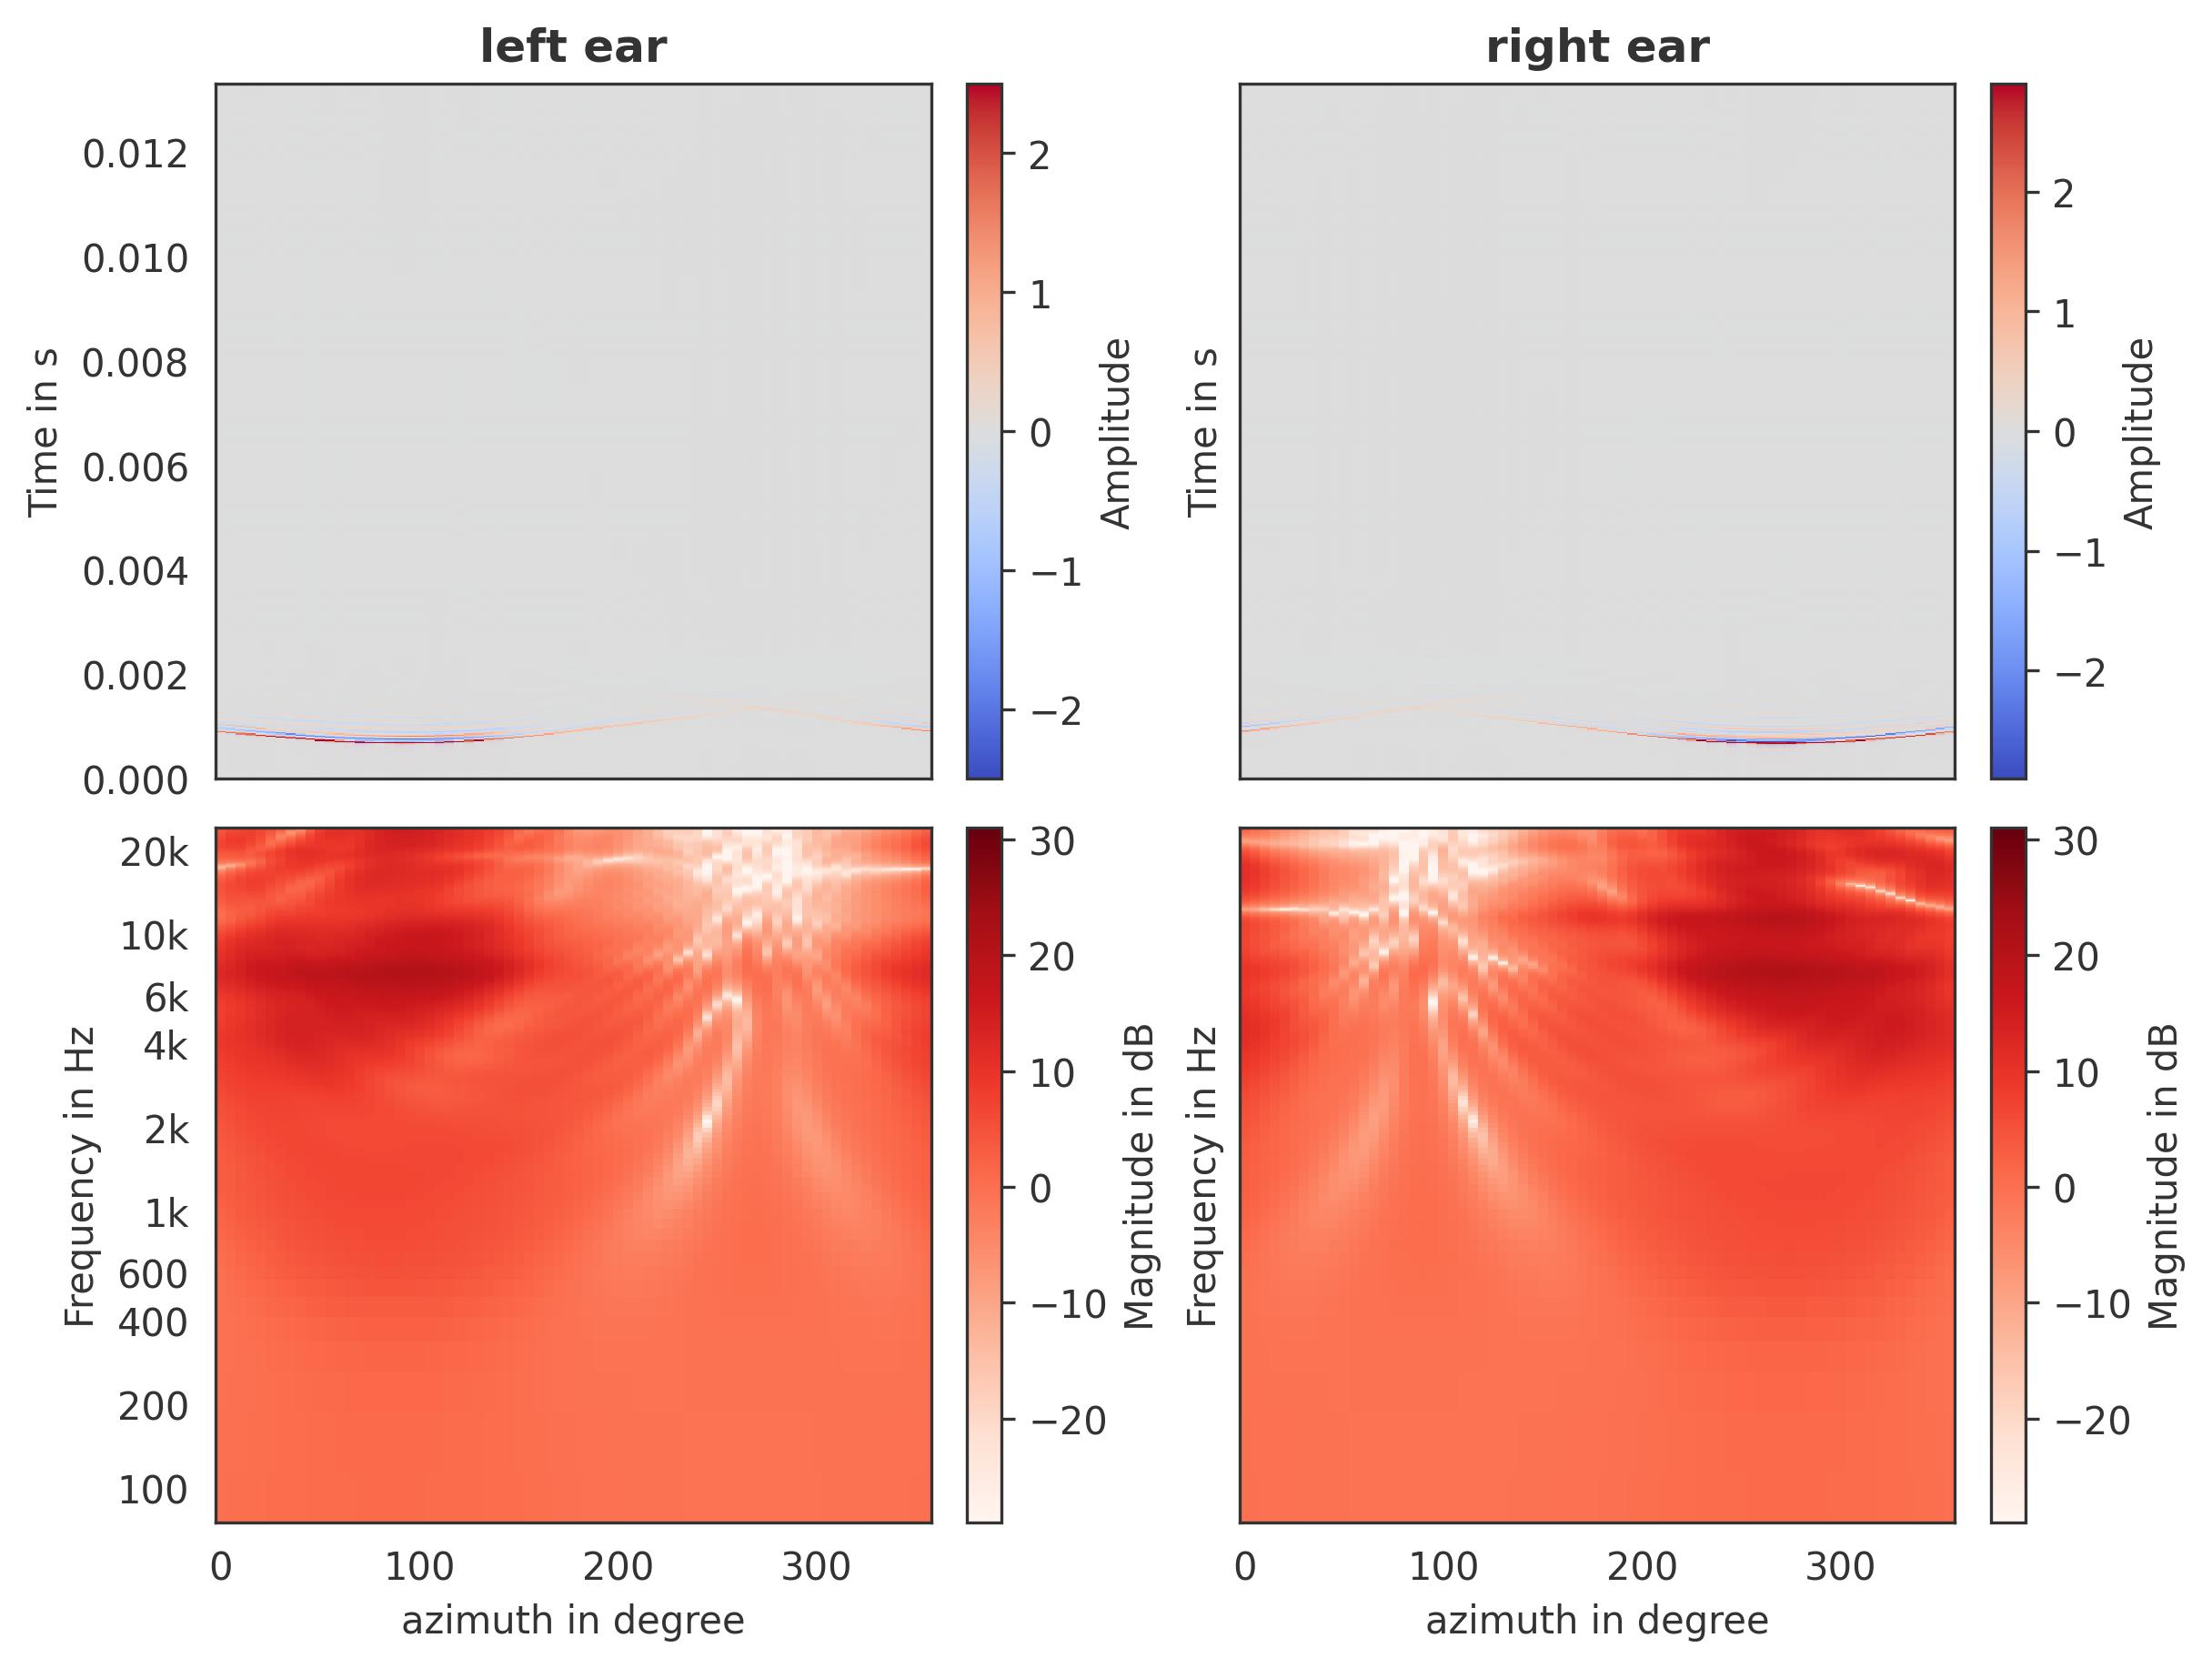 left ear
right ear
0.012
0.010
0.008
0.006
0.004
0.002
0.000
Time in s
2
1
0
−1
−2
Amplitude
Time in s
2
1
0
−1
−2
Amplitude
20k
10k
6k
4k
2k
1k
600
400
200
100
Frequency in Hz
0 100 200 300
azimuth in degree
30
20
10
0
−10
−20
Magnitude in dB
Frequency in Hz
0 100 200 300
azimuth in degree
30
20
10
0
−10
−20
Magnitude in dB